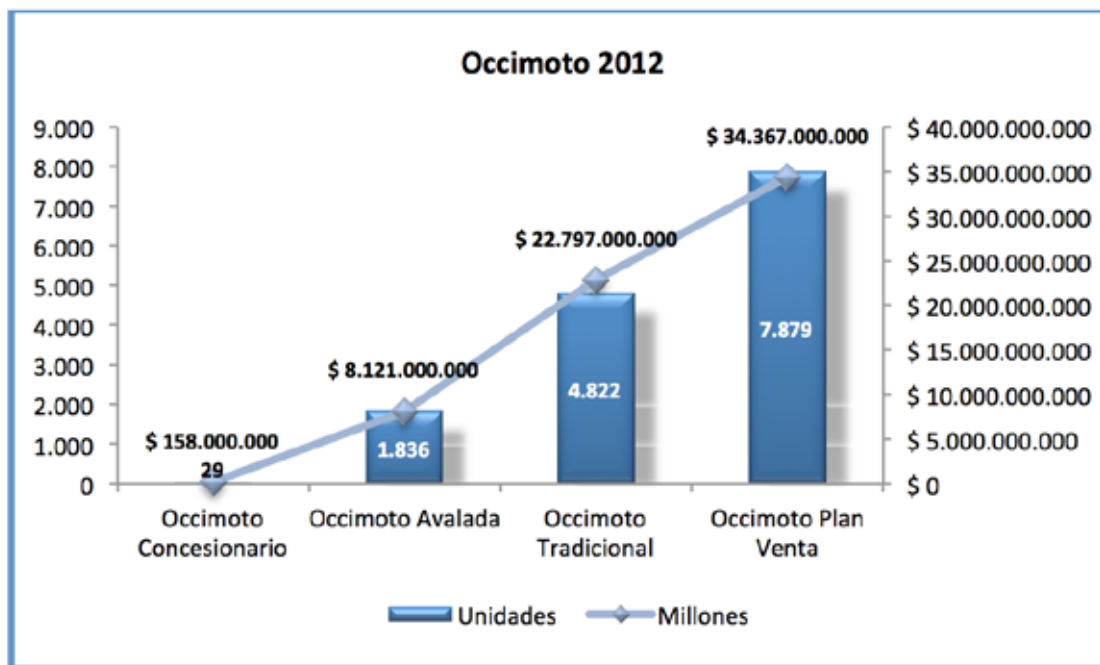 Occimoto 2012
9.000
8.000
7.000
6.000
5.000
4.000
3.000
2.000
1.000
0
$ 40.000.000.000
$ 35.000.000.000
$ 30.000.000.000
$ 25.000.000.000
$ 20.000.000.000
$ 15.000.000.000
$ 10.000.000.000
$ 5.000.000.000
$ 0
$ 158.000.000
29
$ 8.121.000.000
1.836
$ 22.797.000.000
4.822
$ 34.367.000.000
7.879
Occimoto
Concesionario
Occimoto Avalada
Occimoto
Tradicional
Occimoto Plan
Venta
Unidades
Millones